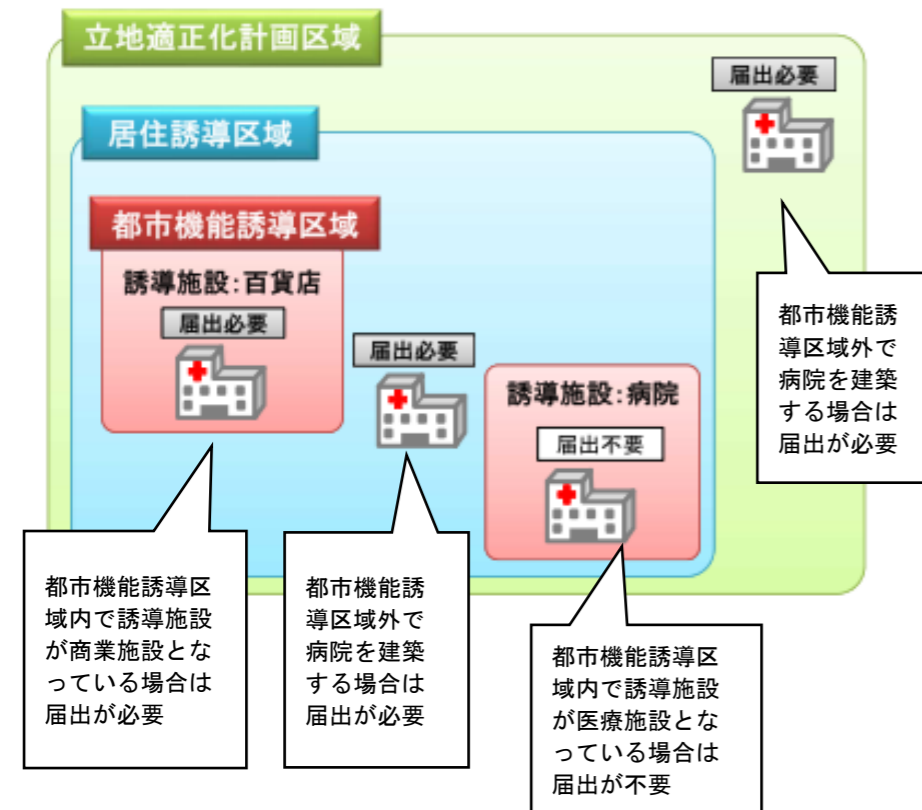 立地適正化計画区域
届出必要
居住誘導区域
都市機能誘導区域
誘導施設:百貨店
届出必要
届出必要
誘導施設:病院
届出不要
都市機能誘
導区域外で
病院を建築
する場合は
届出が必要
都市機能誘導区
域内で誘導施設
が商業施設とな
っている場合は
届出が必要
都市機能誘
導区域外で
病院を建築
する場合は
届出が必要
都市機能誘導区
域内で誘導施設
が医療施設とな
っている場合は
届出が不要